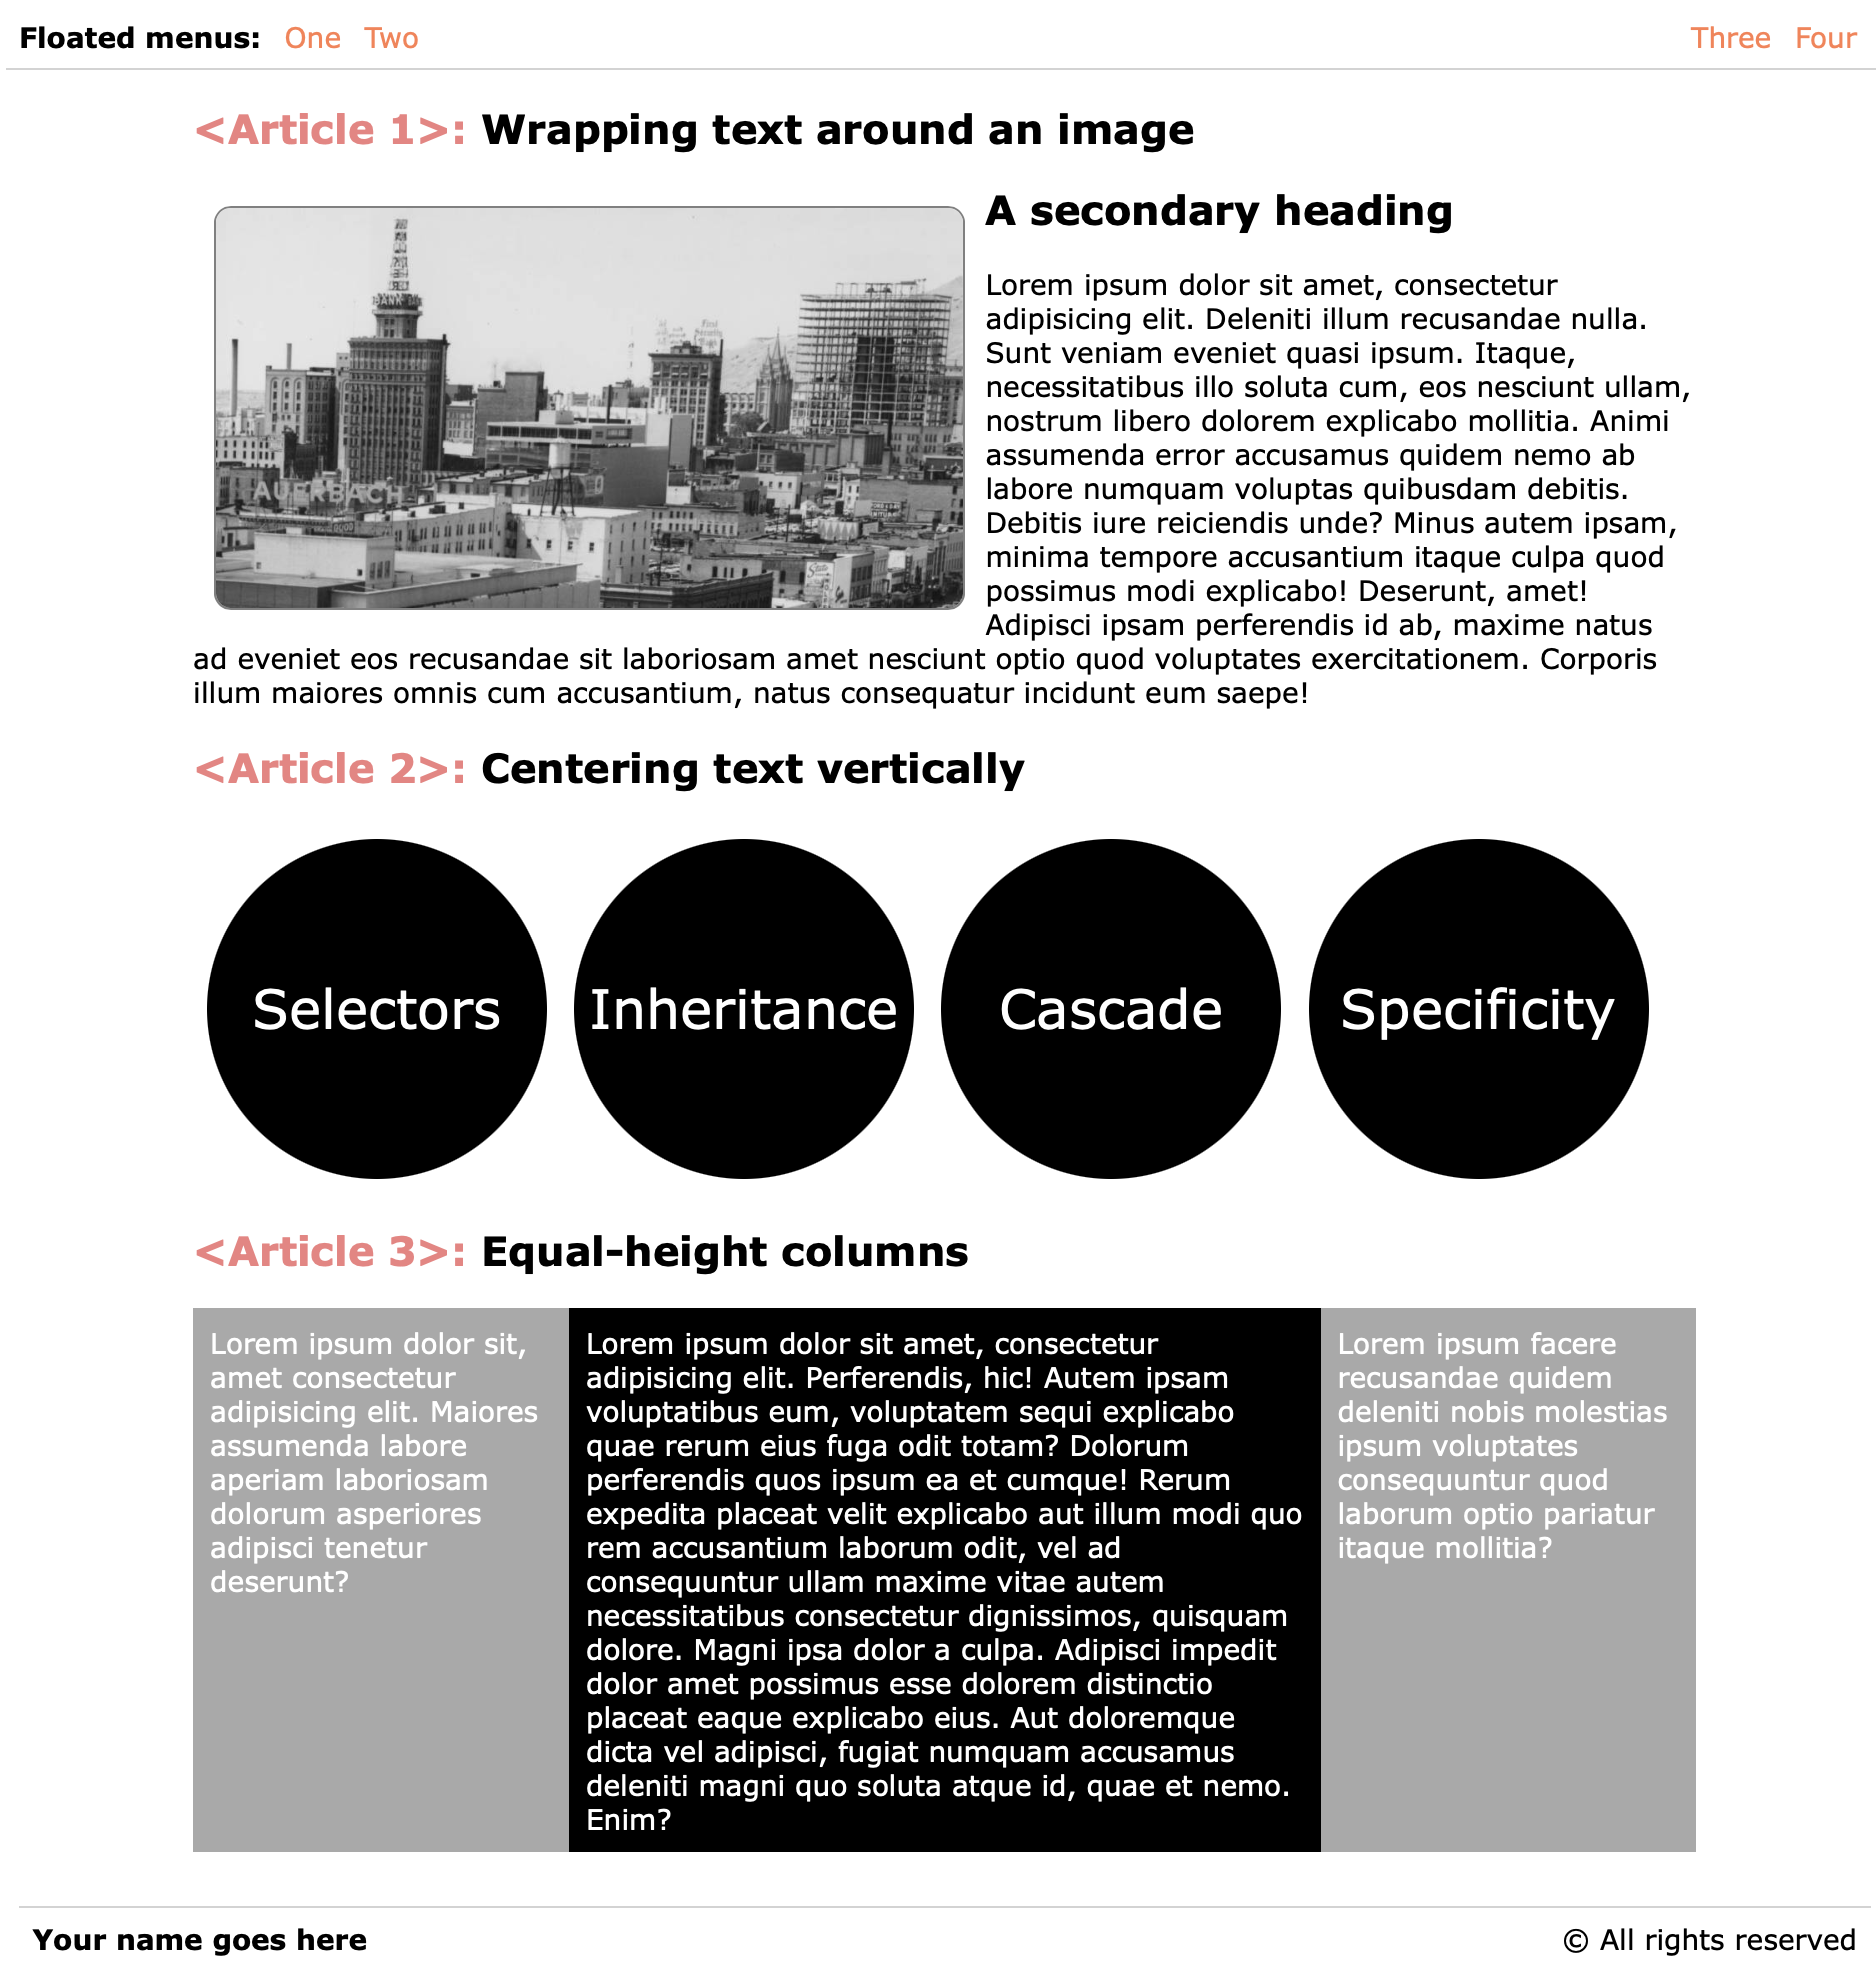 Floated menus: One Two Three Four
<Article 1>: Wrapping text around an image
BANK
First
Security
AUERBACH
State
A secondary heading
Lorem ipsum dolor sit amet, consectetur
adipisicing elit. Deleniti illum recusandae nulla.
Sunt veniam eveniet quasi ipsum. Itaque,
necessitatibus illo soluta cum, eos nesciunt ullam,
nostrum libero dolorem explicabo mollitia. Animi
assumenda error accusamus quidem nemo ab
labore numquam voluptas quibusdam debitis.
Debitis iure reiciendis unde? Minus autem ipsam,
minima tempore accusantium itaque culpa quod
possimus modi explicabo! Deserunt, amet!
Adipisci ipsam perferendis id ab, maxime natus
ad eveniet eos recusandae sit laboriosam amet nesciunt optio quod voluptates exercitationem. Corporis
illum maiores omnis cum accusantium, natus consequatur incidunt eum saepe!
<Article 2>: Centering text vertically
Selectors
Inheritance
Cascade
Specificity
<Article 3>: Equal-height columns
Lorem ipsum dolor sit,
amet consectetur
adipisicing elit. Maiores
assumenda labore
aperiam laboriosam
dolorum asperiores
adipisci tenetur
deserunt?
Lorem ipsum dolor sit amet, consectetur
adipisicing elit. Perferendis, hic! Autem ipsam
voluptatibus eum, voluptatem sequi explicabo
quae rerum eius fuga odit totam? Dolorum
perferendis quos ipsum ea et cumque! Rerum
expedita placeat velit explicabo aut illum modi quo
rem accusantium laborum odit, vel ad
consequuntur ullam maxime vitae autem
necessitatibus consectetur dignissimos, quisquam
dolore. Magni ipsa dolor a culpa. Adipisci impedit
dolor amet possimus esse dolorem distinctio
placeat eaque explicabo eius. Aut doloremque
dicta vel adipisci, fugiat numquam accusamus
deleniti magni quo soluta atque id, quae et nemo.
Enim?
Lorem ipsum facere
recusandae quidem
deleniti nobis molestias
ipsum voluptates
consequuntur quod
laborum optio pariatur
itaque mollitia?
Your name goes here
© All rights reserved